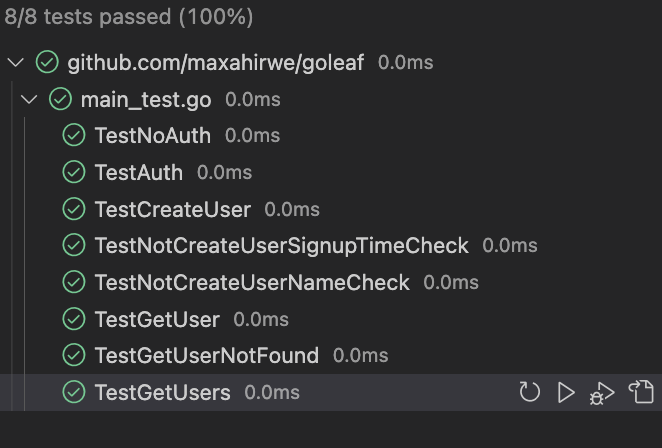 8/8 tests passed (100%)
github.com/maxahirwe/goleaf 0.0ms
main_test.go 0.0ms
TestNoAuth 0.0ms
TestAuth 0.0ms
TestCreateUser 0.0ms
TestNotCreateUserSignupTimeCheck 0.0ms
TestNotCreateUserNameCheck 0.0ms
TestGetUser 0.0ms
TestGetUserNotFound 0.0ms
TestGetUsers 0.0ms